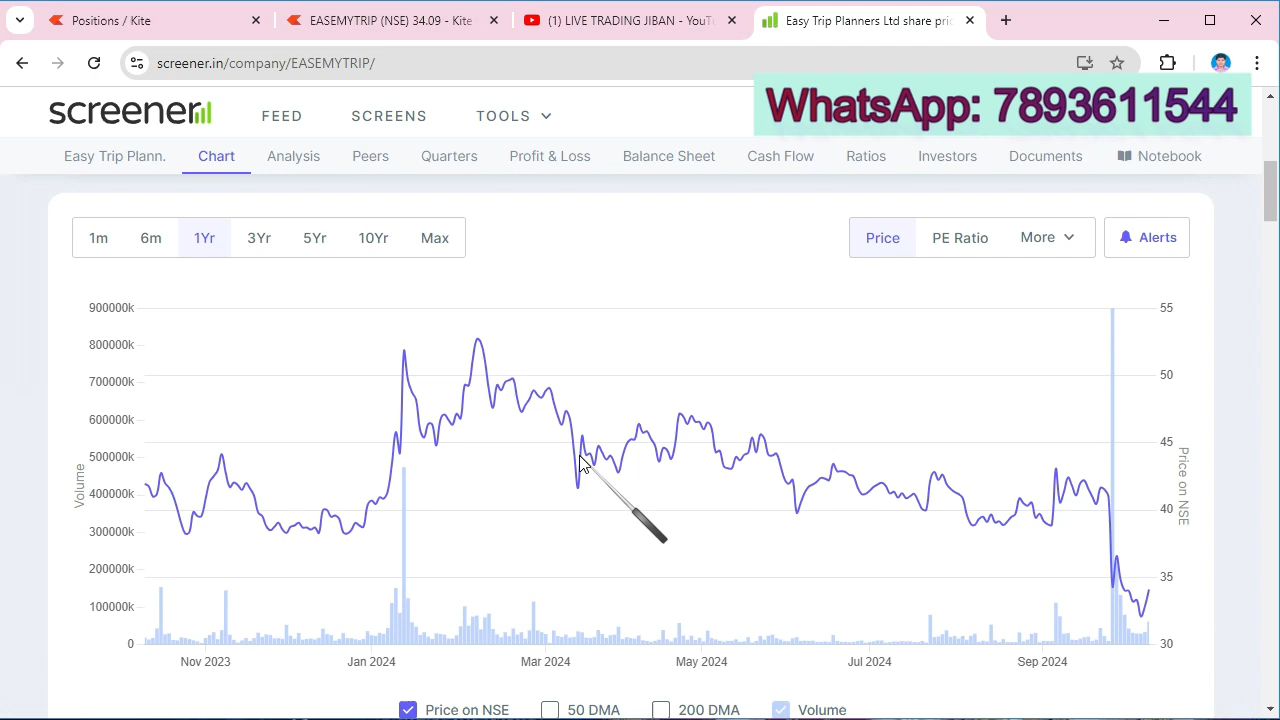 Positions / Kite
EASEMYTRIP (NSE) 34.09 - Kite
(1) LIVE TRADING JIBAN - YouTu
Easy Trip Planners Ltd share pric
screener.in/company/EASEMYTRIP/
WhatsApp: 7893611544
screener
FEED
SCREENS
TOOLS
Easy Trip Plann.
Chart
Analysis
Peers
Quarters
Profit & Loss
Balance Sheet
Cash Flow
Ratios
Investors
Documents
Notebook
1m
6m
1Yr
3Yr
5Yr
10Yr
Max
Price
PE Ratio
More
Alerts
900000k
800000k
700000k
600000k
500000k
400000k
300000k
200000k
100000k
0
Volume
55
50
45
40
35
30
Price on NSE
Nov 2023
Jan 2024
Mar 2024
May 2024
Jul 2024
Sep 2024
Price on NSE
50 DMA
200 DMA
Volume